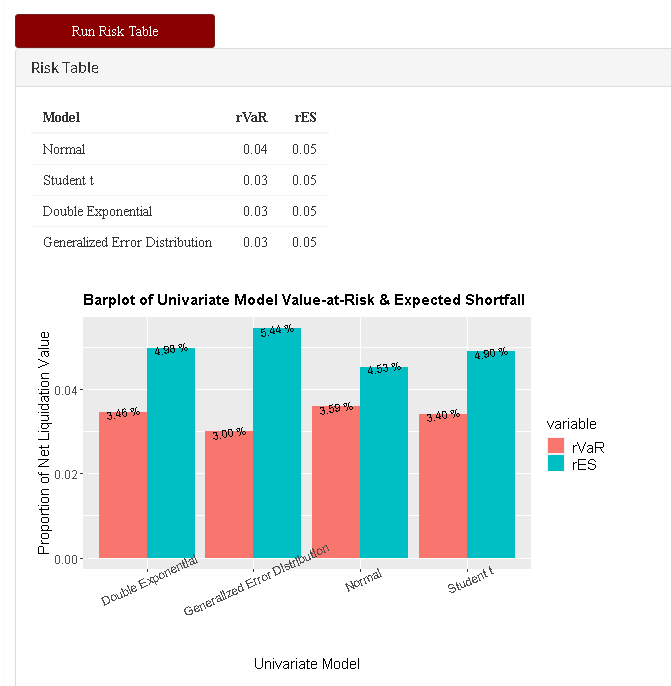 Run Risk Table
Risk Table
Model rVaR rES
Normal 0.04 0.05
Student t 0.03 0.05
Double Exponential 0.03 0.05
Generalized Error Distribution 0.03 0.05
Barplot of Univariate Model Value-at-Risk & Expected Shortfall
Proportion of Net Liquidation Value
0.04
0.02
0.00
3.46 %
4.98 %
3.00 %
5.44 %
3.59 %
4.53 %
3.40 %
4.90 %
Double Exponential
Generalized Error Distribution
Normal
Student t
Univariate Model
variable
rVaR
rES